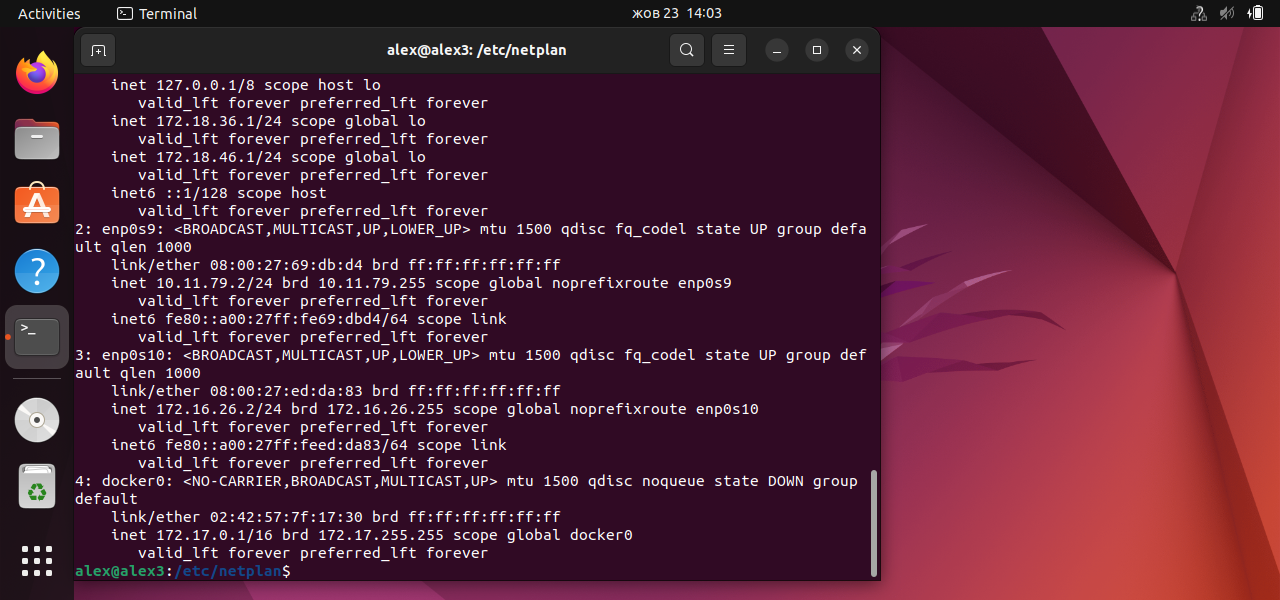 Activities
Terminal
жов 23 14:03
alex@alex3: /etc/netplan
inet 127.0.0.1/8 scope host lo
valid_lft forever preferred_lft forever
inet 172.18.36.1/24 scope global lo
valid_lft forever preferred_lft forever
inet 172.18.46.1/24 scope global lo
valid_lft forever preferred_lft forever
inet6 ::1/128 scope host
valid_lft forever preferred_lft forever
2: enp0s9: <BROADCAST,MULTICAST,UP,LOWER_UP> mtu 1500 qdisc fq_codel state UP group defa
ult qlen 1000
link/ether 08:00:27:69:db:d4 brd ff:ff:ff:ff:ff:ff
inet 10.11.79.2/24 brd 10.11.79.255 scope global noprefixroute enp0s9
valid_lft forever preferred_lft forever
inet6 fe80::a00:27ff:fe69:dbd4/64 scope link
valid_lft forever preferred_lft forever
3: enp0s10: <BROADCAST,MULTICAST,UP,LOWER_UP> mtu 1500 qdisc fq_codel state UP group def
ault qlen 1000
link/ether 08:00:27:ed:da:83 brd ff:ff:ff:ff:ff:ff
inet 172.16.26.2/24 brd 172.16.26.255 scope global noprefixroute enp0s10
valid_lft forever preferred_lft forever
inet6 fe80::a00:27ff:feed:da83/64 scope link
valid_lft forever preferred_lft forever
4: docker0: <NO-CARRIER,BROADCAST,MULTICAST,UP> mtu 1500 qdisc noqueue state DOWN group
default
link/ether 02:42:57:7f:17:30 brd ff:ff:ff:ff:ff:ff
inet 172.17.0.1/16 brd 172.17.255.255 scope global docker0
valid_lft forever preferred_lft forever
alex@alex3:/etc/netplan$